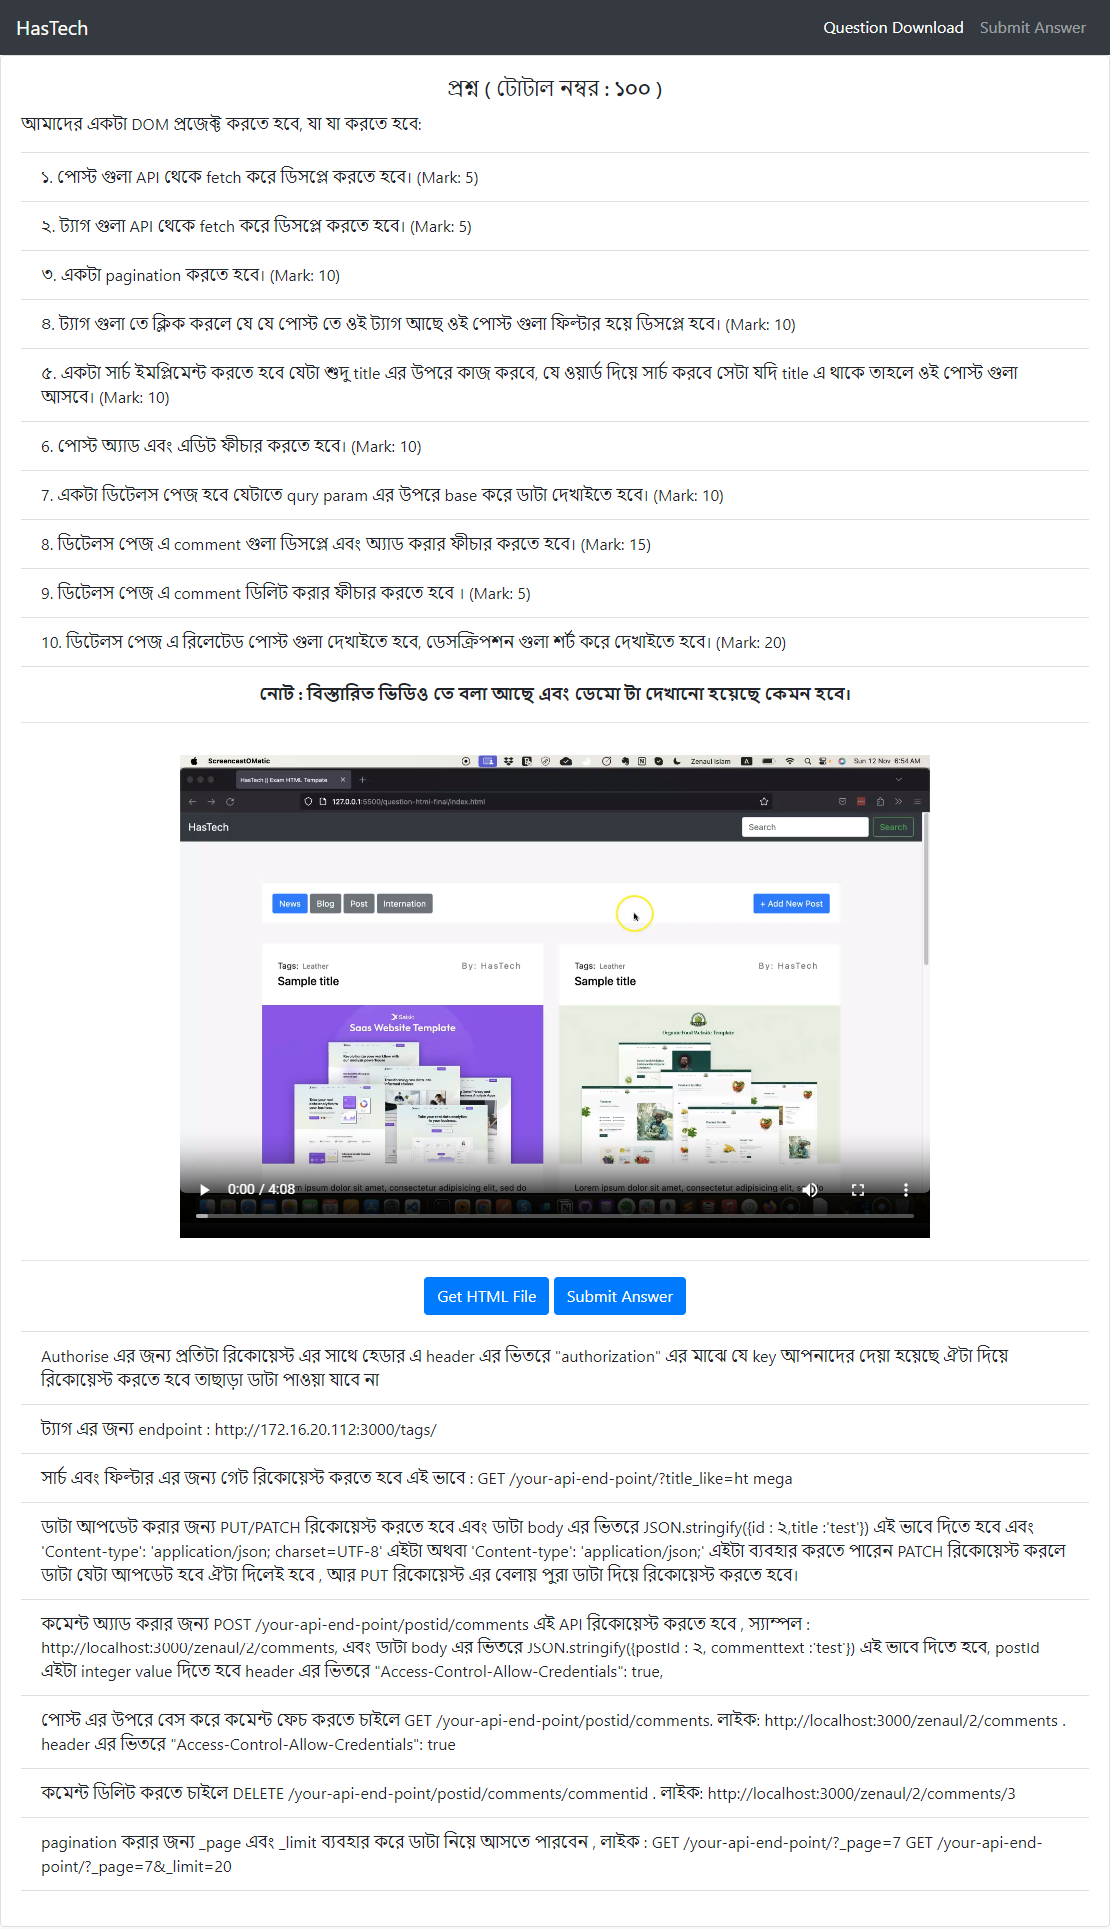 HasTech
Question Download Submit Answer
প্রশ্ন ( টোটাল নম্বর : ১০০ )
আমাদের একটা DOM প্রজেক্ট করতে হবে, যা যা করতে হবে:
১. পোস্ট গুলা API থেকে fetch করে ডিসপ্লে করতে হবে। (Mark: 5)
২. ট্যাগ গুলা API থেকে fetch করে ডিসপ্লে করতে হবে। (Mark: 5)
৩. একটা pagination করতে হবে। (Mark: 10)
৪. ট্যাগ গুলা তে ক্লিক করলে যে যে পোস্ট তে ওই ট্যাগ আছে ওই পোস্ট গুলা ফিল্টার হয়ে ডিসপ্লে হবে। (Mark: 10)
৫. একটা সার্চ ইমপ্লিমেন্ট করতে হবে যেটা শুদু title এর উপরে কাজ করবে, যে ওয়ার্ড দিয়ে সার্চ করবে সেটা যদি title এ থাকে তাহলে ওই পোস্ট গুলা
আসবে। (Mark: 10)
6. পোস্ট অ্যাড এবং এডিট ফীচার করতে হবে। (Mark: 10)
7. একটা ডিটেলস পেজ হবে যেটাতে qury param এর উপরে base করে ডাটা দেখাইতে হবে। (Mark: 10)
8. ডিটেলস পেজ এ comment গুলা ডিসপ্লে এবং অ্যাড করার ফীচার করতে হবে। (Mark: 15)
9. ডিটেলস পেজ এ comment ডিলিট করার ফীচার করতে হবে । (Mark: 5)
10. ডিটেলস পেজ এ রিলেটেড পোস্ট গুলা দেখাইতে হবে, ডেসক্রিপশন গুলা শর্ট করে দেখাইতে হবে। (Mark: 20)
নোট : বিস্তারিত ভিডিও তে বলা আছে এবং ডেমো টা দেখানো হয়েছে কেমন হবে।
ScreencastOMatic Zenaul Islam A Sun 12 Nov 6:54 AM
HasTech || Exam HTML Tempate
127.0.0.1:5500/question-html-final/index.html
HasTech Search Search
News Blog Post Internation + Add New Post
Tags: Leather By: HasTech Tags: Leather By: HasTech
Sample title Sample title
Saasio
Saas Website Template Organic Food Website Template
0:00 / 4:08
Lorem ipsum dolor sit amet, consectetur adipisicing elit, sed do Lorem ipsum dolor sit amet, consectetur adipisicing elit, sed do
Get HTML File Submit Answer
Authorise এর জন্য প্রতিটা রিকোয়েস্ট এর সাথে হেডার এ header এর ভিতরে "authorization" এর মাঝে যে key আপনাদের দেয়া হয়েছে ঐটা দিয়ে
রিকোয়েস্ট করতে হবে তাছাড়া ডাটা পাওয়া যাবে না
ট্যাগ এর জন্য endpoint : http://172.16.20.112:3000/tags/
সার্চ এবং ফিল্টার এর জন্য গেট রিকোয়েস্ট করতে হবে এই ভাবে : GET /your-api-end-point/?title_like=ht mega
ডাটা আপডেট করার জন্য PUT/PATCH রিকোয়েস্ট করতে হবে এবং ডাটা body এর ভিতরে JSON.stringify({id : ২,title :'test'}) এই ভাবে দিতে হবে এবং
'Content-type': 'application/json; charset=UTF-8' এইটা অথবা 'Content-type': 'application/json;' এইটা ব্যবহার করতে পারেন PATCH রিকোয়েস্ট করলে
ডাটা যেটা আপডেট হবে ঐটা দিলেই হবে , আর PUT রিকোয়েস্ট এর বেলায় পুরা ডাটা দিয়ে রিকোয়েস্ট করতে হবে।
কমেন্ট অ্যাড করার জন্য POST /your-api-end-point/postid/comments এই API রিকোয়েস্ট করতে হবে , স্যাম্পল :
http://localhost:3000/zenaul/2/comments, এবং ডাটা body এর ভিতরে JSON.stringify({postId : ২, commenttext :'test'}) এই ভাবে দিতে হবে, postId
এইটা integer value দিতে হবে header এর ভিতরে "Access-Control-Allow-Credentials": true,
পোস্ট এর উপরে বেস করে কমেন্ট ফেচ করতে চাইলে GET /your-api-end-point/postid/comments. লাইক: http://localhost:3000/zenaul/2/comments .
header এর ভিতরে "Access-Control-Allow-Credentials": true
কমেন্ট ডিলিট করতে চাইলে DELETE /your-api-end-point/postid/comments/commentid . লাইক: http://localhost:3000/zenaul/2/comments/3
pagination করার জন্য _page এবং _limit ব্যবহার করে ডাটা নিয়ে আসতে পারবেন , লাইক : GET /your-api-end-point/?_page=7 GET /your-api-end-
point/?_page=7&_limit=20